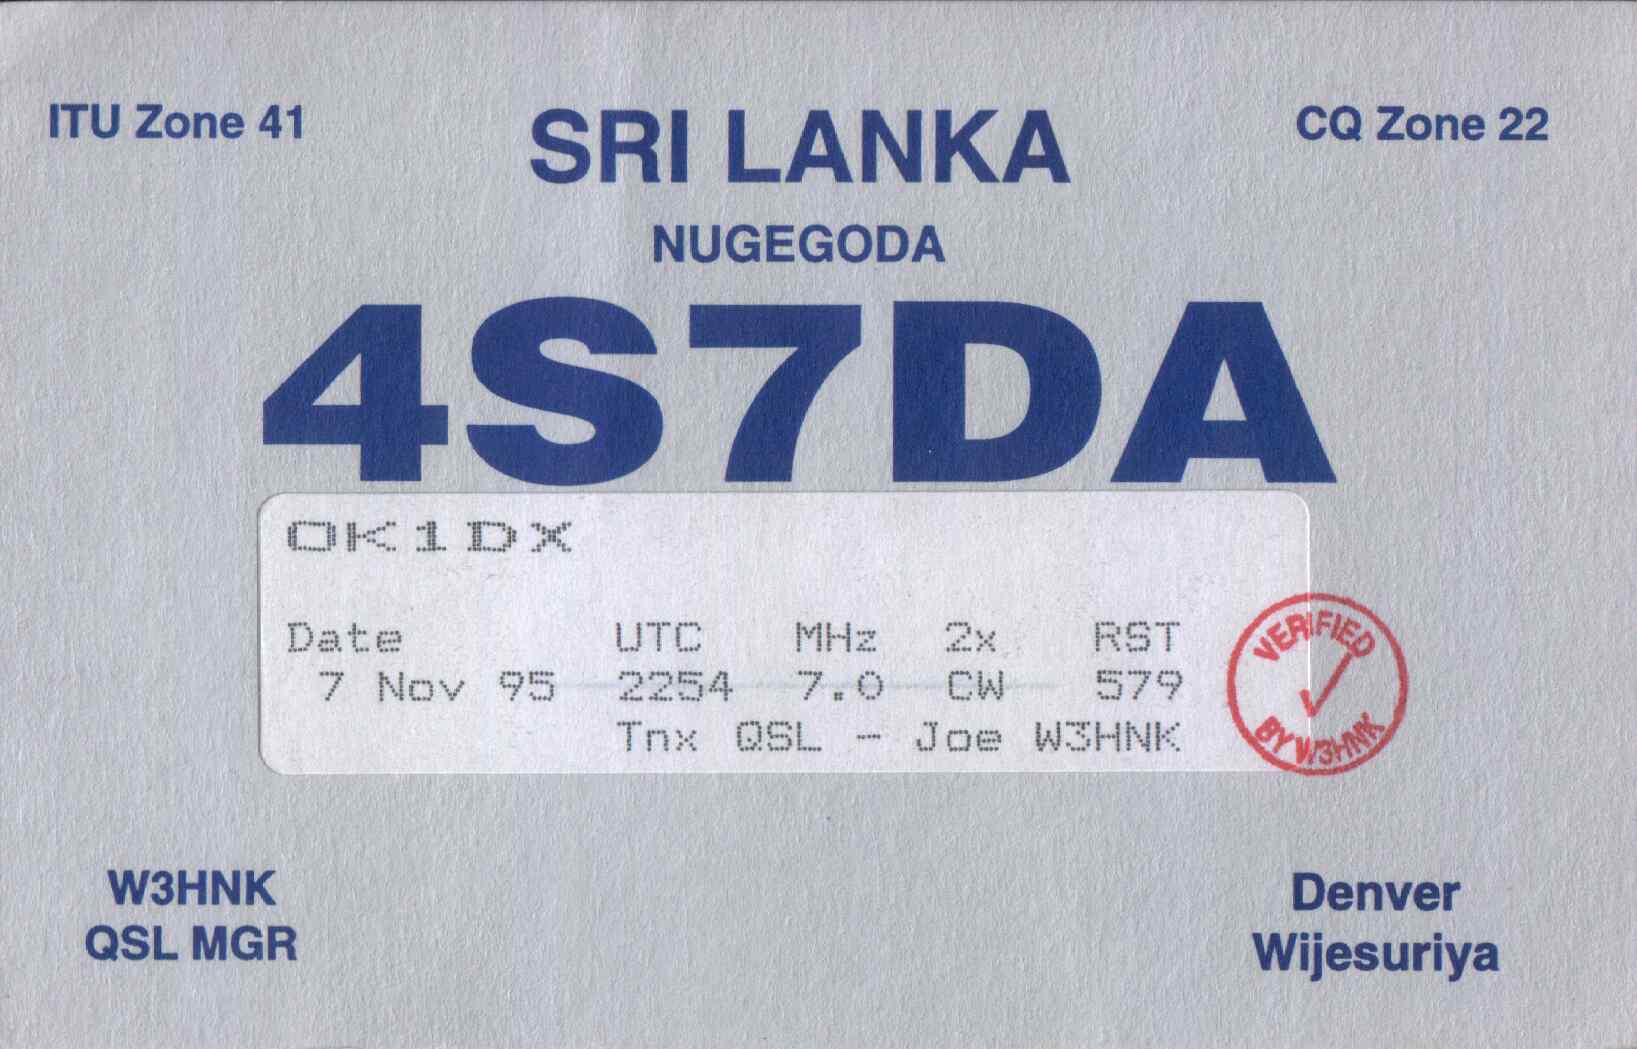 ITU Zone 41
CQ Zone 22
SRI LANKA
NUGEGODA
4S7DA
OK1DX
Date UTC MHz 2x RST
7 Nov 95 2254 7.0 CW 579
Tnx QSL - Joe W3HNK
VERIFIED
BY W3HNK
W3HNK
QSL MGR
Denver
Wijesuriya